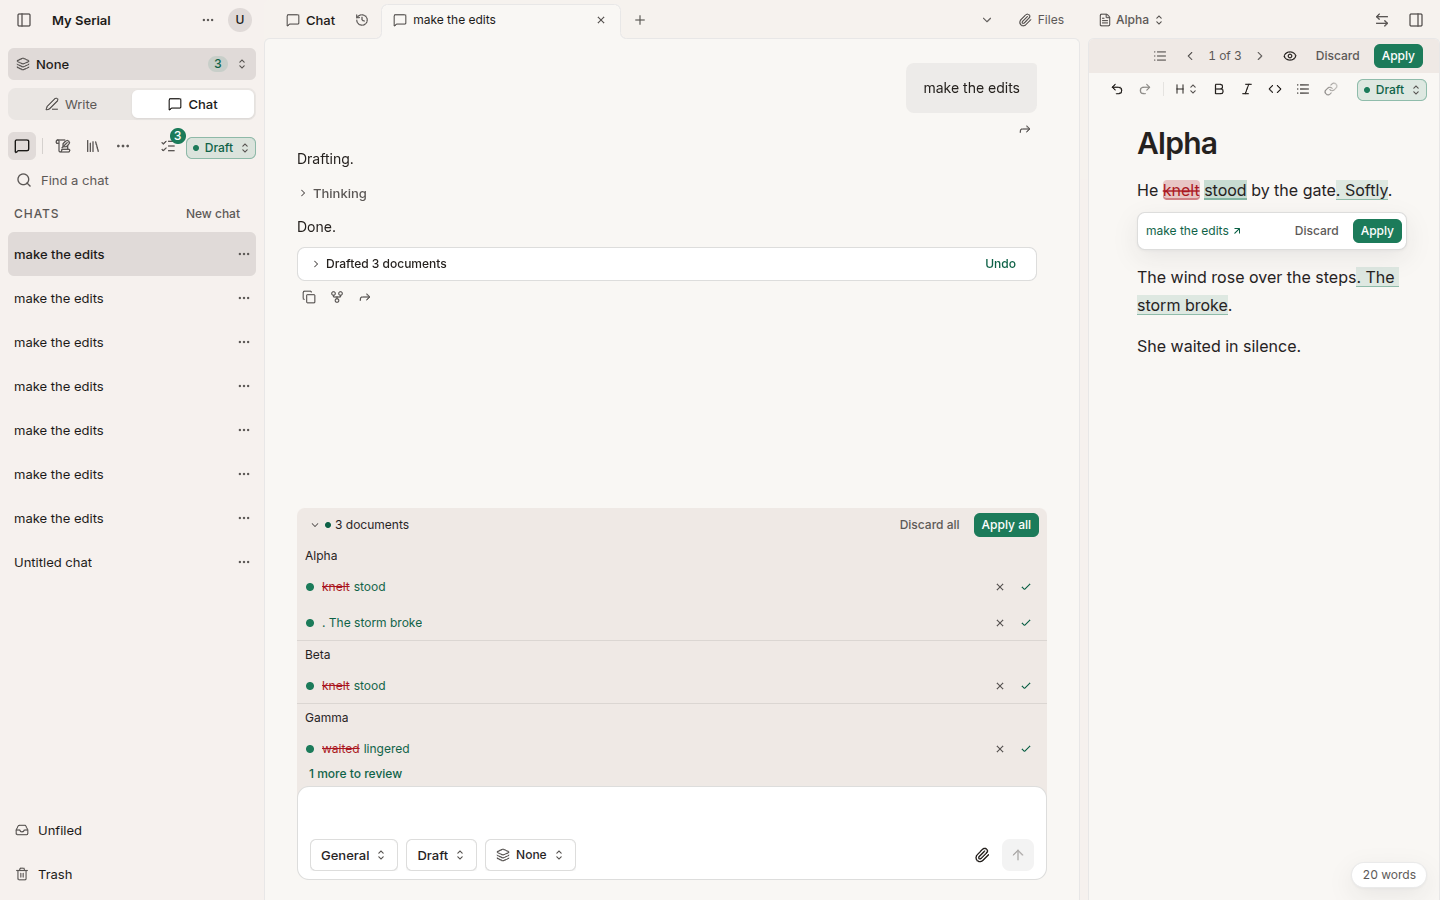 My Serial
U
Chat
make the edits
Files
Alpha
None
3
1 of 3
Discard
Apply
Write
Chat
H
B
I
Draft
3
Draft
Find a chat
CHATS
New chat
make the edits
make the edits
make the edits
make the edits
make the edits
make the edits
make the edits
Untitled chat
Unfiled
Trash
make the edits
Drafting.
Thinking
Done.
Drafted 3 documents
Undo
3 documents
Discard all
Apply all
Alpha
knelt stood
. The storm broke
Beta
knelt stood
Gamma
waited lingered
1 more to review
General
Draft
None
Alpha
He knelt stood by the gate. Softly.
make the edits
Discard
Apply
The wind rose over the steps. The
storm broke.
She waited in silence.
20 words